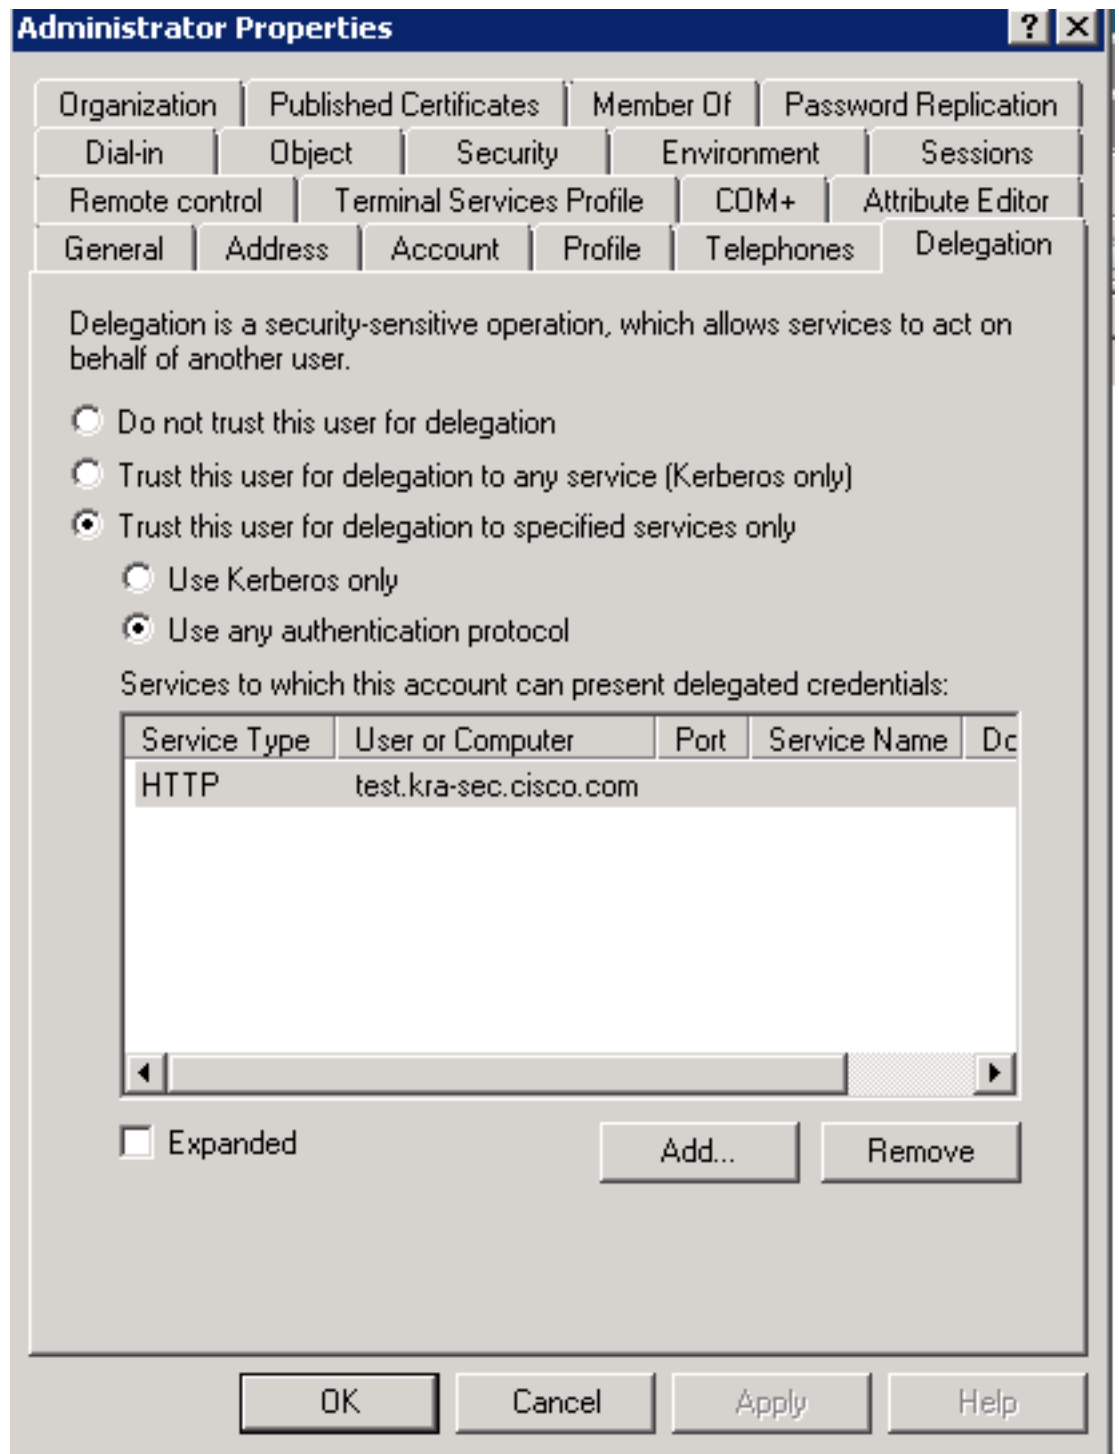 Administrator Properties ? X
Organization Published Certificates Member Of Password Replication
Dial-in Object Security Environment Sessions
Remote control Terminal Services Profile COM+ Attribute Editor
General Address Account Profile Telephones Delegation
Delegation is a security-sensitive operation, which allows services to act on
behalf of another user.
Do not trust this user for delegation
Trust this user for delegation to any service (Kerberos only)
Trust this user for delegation to specified services only
Use Kerberos only
Use any authentication protocol
Services to which this account can present delegated credentials:
Service Type User or Computer Port Service Name Dc
HTTP test.kra-sec.cisco.com
Expanded Add... Remove
OK Cancel Apply Help